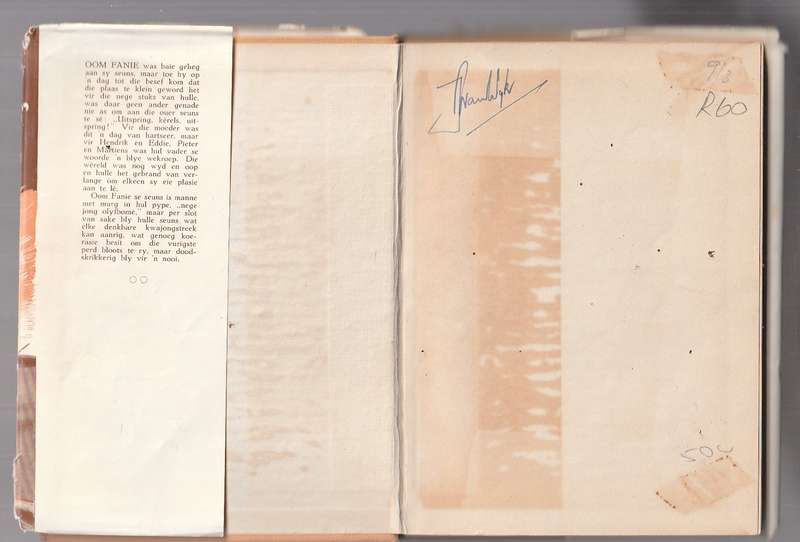 OOM FANIE was baie geheg
aan sy seuns, maar toe hy op
'n dag tot die besef kom dat
die plaas te klein geword het
vir die nege stuks van hulle,
was daar geen ander genade
nie as om aan die ouer seuns
te sê: „Uitspring, kêrels, uit-
spring!" Vir die moeder was
dit 'n dag van hartseer, maar
vir Hendrik en Eddie, Pieter
en Martiens was hul vader se
woorde 'n blye wekroep. Die
wêreld was nog wyd en oop
en hulle het gebrand van ver-
lange om elkeen sy eie plasie
aan te lê.
Oom Fanie se seuns is manne
met murg in hul pype, „nege
jong olyfbome," maar per slot
van sake bly hulle seuns wat
elke denkbare kwajongstreek
kan aanrig, wat genoeg koe-
rasie besit om die vurigste
perd bloots te ry, maar dood-
skrikkerig bly vir 'n nooi.
R60
50c